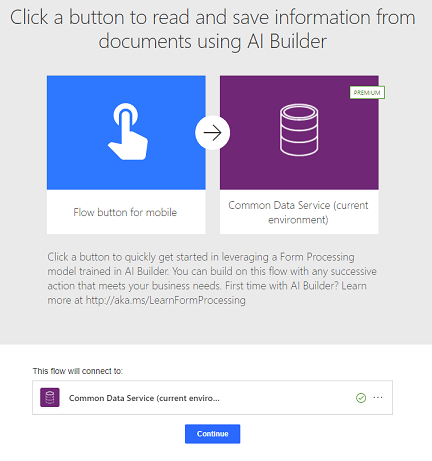 Click a button to read and save information from
documents using AI Builder
PREMIUM
Flow button for mobile
Common Data Service (current
environment)
Click a button to quickly get started in leveraging a Form Processing
model trained in AI Builder. You can build on this flow with any successive
action that meets your business needs. First time with AI Builder? Learn
more at http://aka.ms/LearnFormProcessing
This flow will connect to:
Common Data Service (current enviro...
Continue